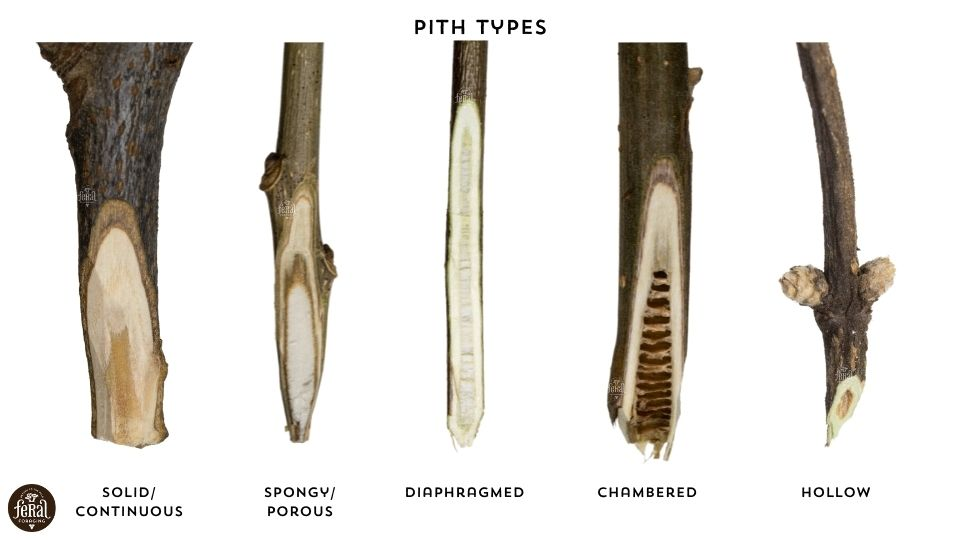 PITH TYPES
SOLID/
CONTINUOUS
SPONGY/
POROUS
DIAPHRAGMED
CHAMBERED
HOLLOW
feral
FORAGING